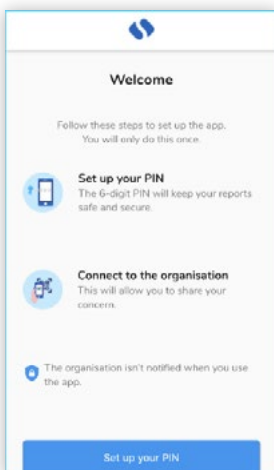 Welcome
Follow these steps to set up the app.
You will only do this once.
Set up your PIN
The 6-digit PIN will keep your reports
safe and secure.
Connect to the organisation
This will allow you to share your
concern.
The organisation isn't notified when you use
the app.
Set up your PIN